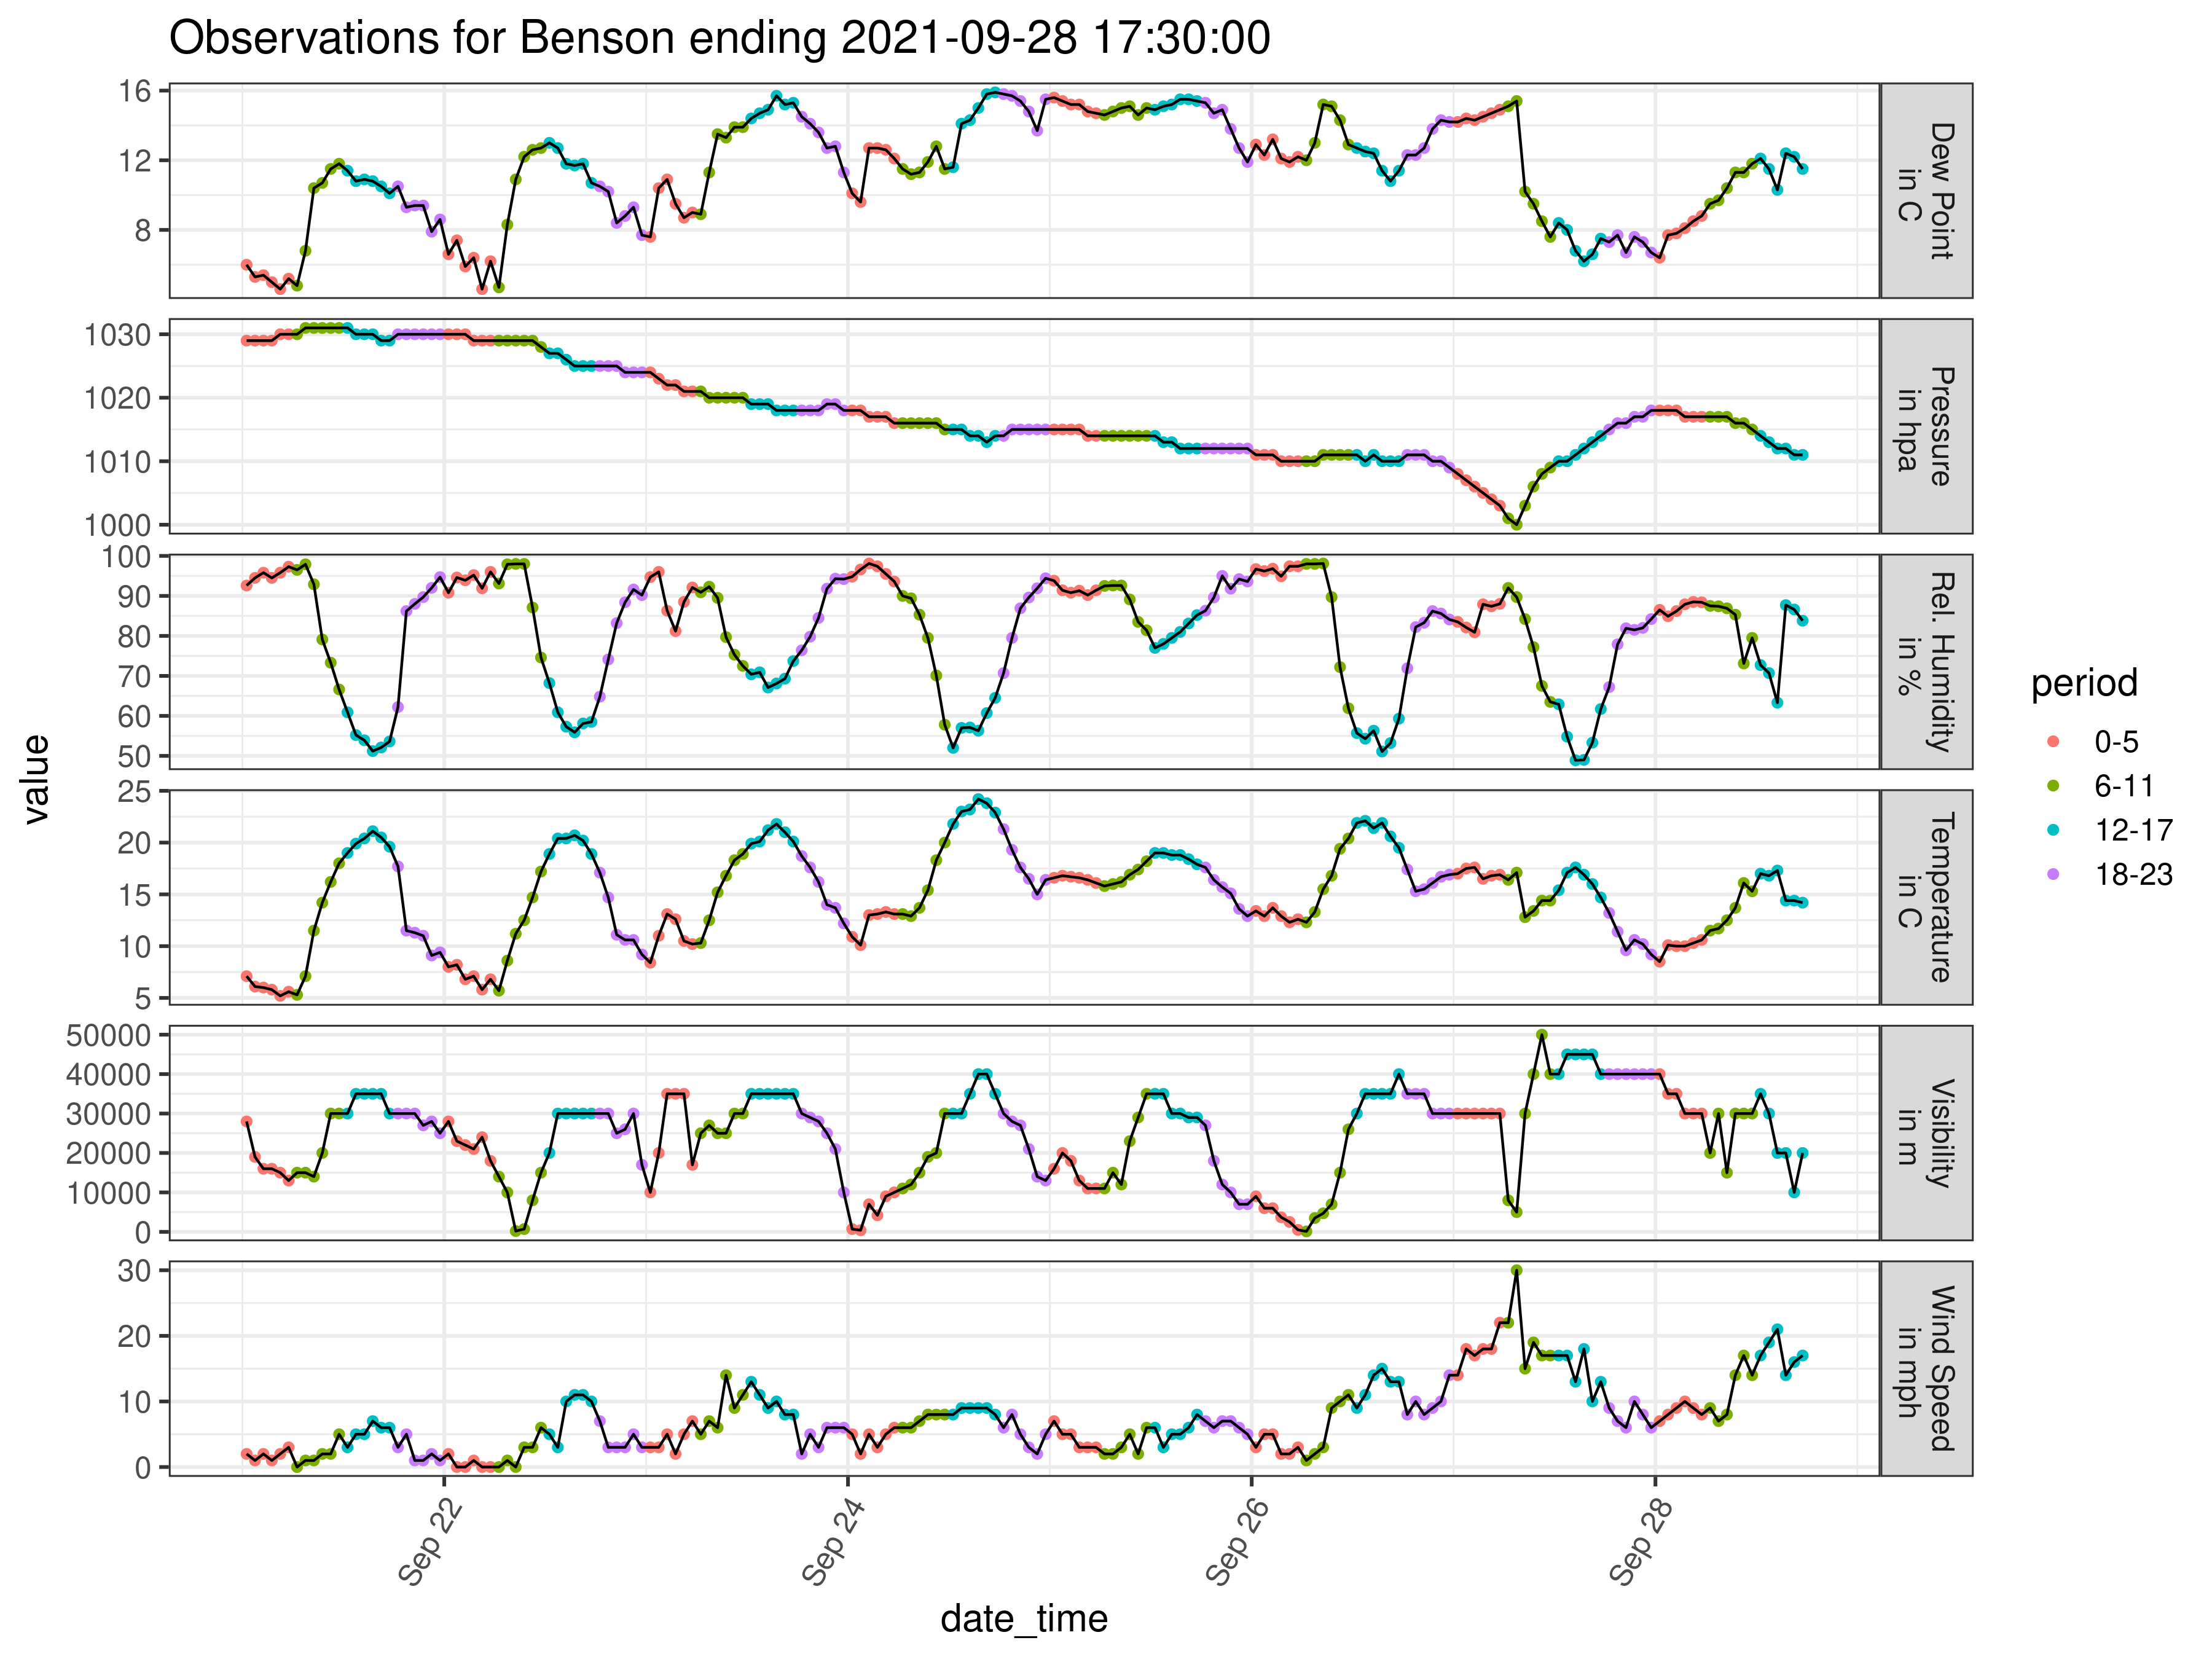 Observations for Benson ending 2021-09-28 17:30:00
value
16
12
8
Dew Point
in C
1030
1020
1010
1000
Pressure
in hpa
100
90
80
70
60
50
Rel. Humidity
in %
25
20
15
10
5
Temperature
in C
50000
40000
30000
20000
10000
0
Visibility
in m
30
20
10
0
Wind Speed
in mph
Sep 22
Sep 24
Sep 26
Sep 28
date_time
period
0-5
6-11
12-17
18-23